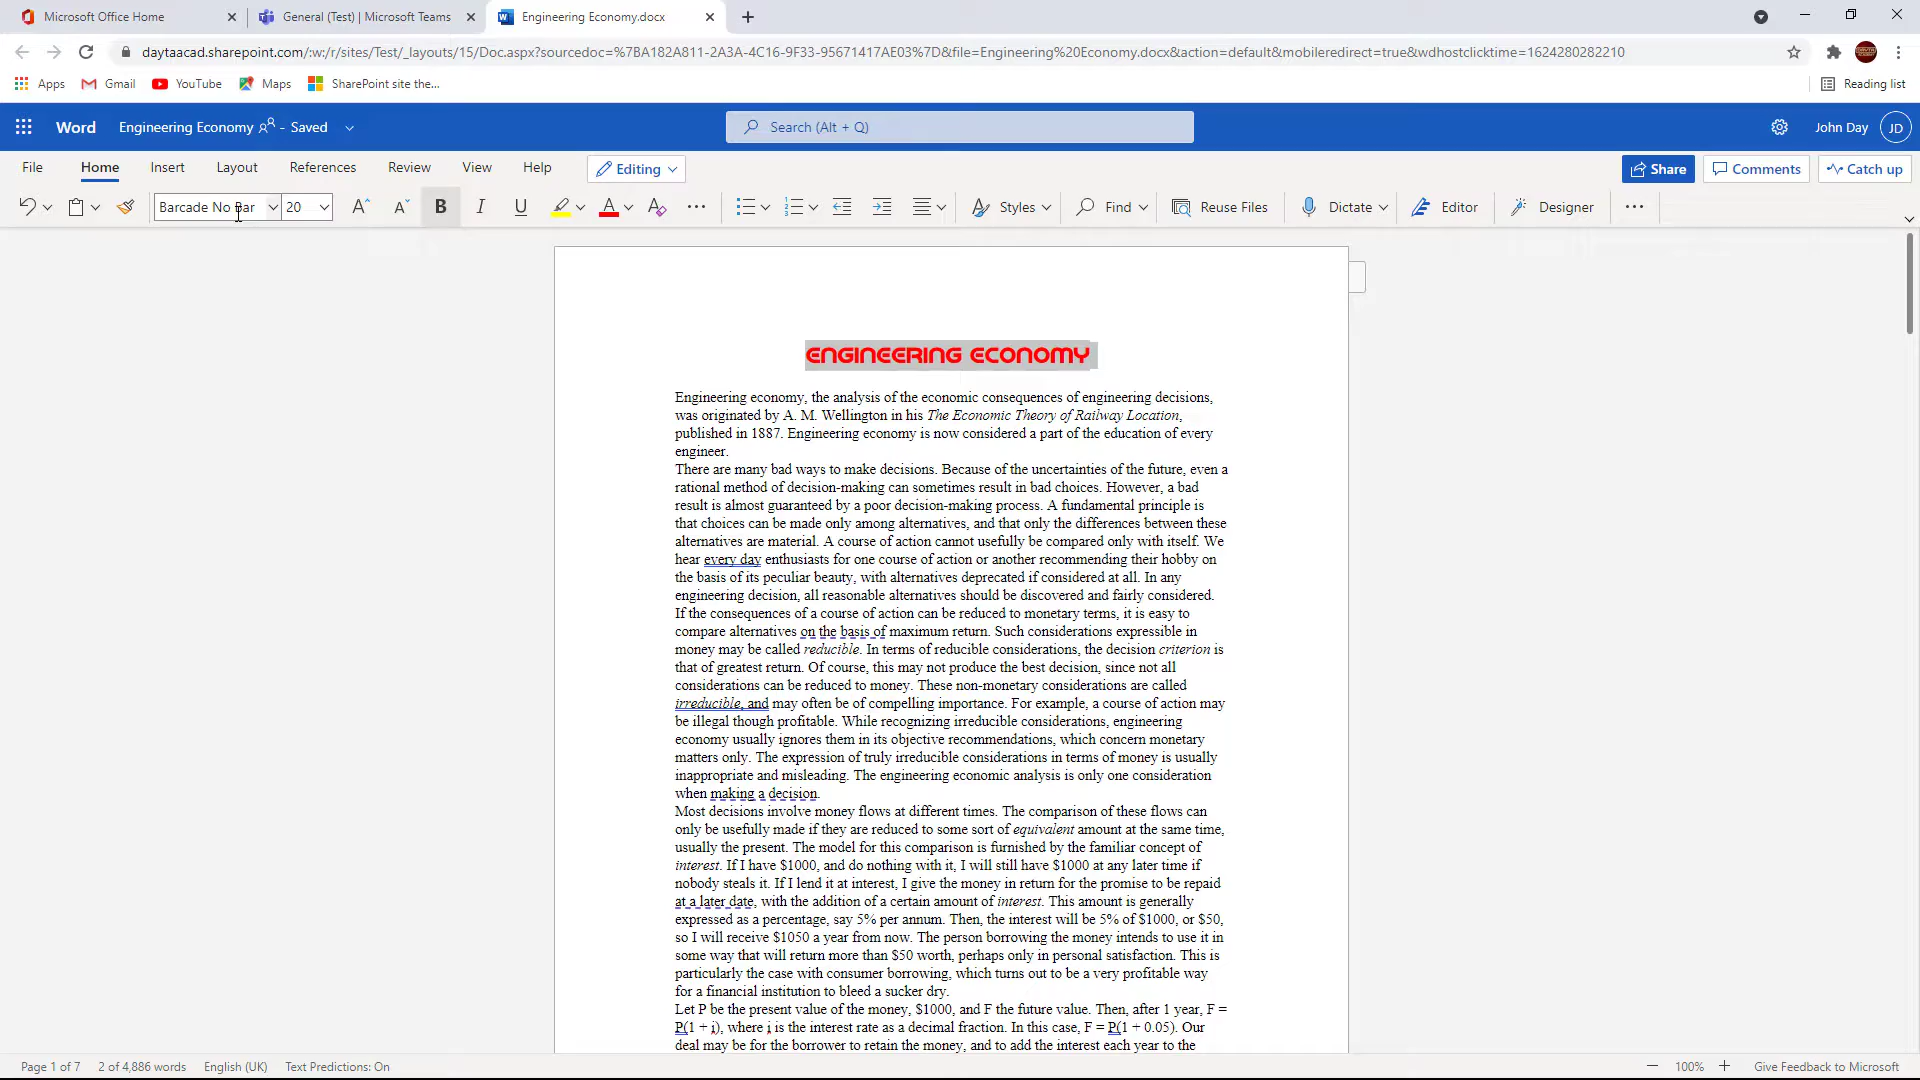 Microsoft Office Home
General (Test) | Microsoft Teams
Engineering Economy.docx
daytaacad.sharepoint.com/:w:/r/sites/Test/_layouts/15/Doc.aspx?sourcedoc=%7BA182A811-2A3A-4C16-9F33-95671417AE03%7D&file=Engineering%20Economy.docx&action=default&mobileredirect=true&wdhostclicktime=1624280282210
Apps Gmail YouTube Maps SharePoint site the... Reading list
Word Engineering Economy - Saved Search (Alt + Q) John Day JD
File Home Insert Layout References Review View Help Editing Share Comments Catch up
Barcade No Bar 20 B I U A Styles Find Reuse Files Dictate Editor Designer
ENGINEERING ECONOMY
Engineering economy, the analysis of the economic consequences of engineering decisions,
was originated by A. M. Wellington in his The Economic Theory of Railway Location,
published in 1887. Engineering economy is now considered a part of the education of every
engineer.
There are many bad ways to make decisions. Because of the uncertainties of the future, even a
rational method of decision-making can sometimes result in bad choices. However, a bad
result is almost guaranteed by a poor decision-making process. A fundamental principle is
that choices can be made only among alternatives, and that only the differences between these
alternatives are material. A course of action cannot usefully be compared only with itself. We
hear every day enthusiasts for one course of action or another recommending their hobby on
the basis of its peculiar beauty, with alternatives deprecated if considered at all. In any
engineering decision, all reasonable alternatives should be discovered and fairly considered.
If the consequences of a course of action can be reduced to monetary terms, it is easy to
compare alternatives on the basis of maximum return. Such considerations expressible in
money may be called reducible. In terms of reducible considerations, the decision criterion is
that of greatest return. Of course, this may not produce the best decision, since not all
considerations can be reduced to money. These non-monetary considerations are called
irreducible, and may often be of compelling importance. For example, a course of action may
be illegal though profitable. While recognizing irreducible considerations, engineering
economy usually ignores them in its objective recommendations, which concern monetary
matters only. The expression of truly irreducible considerations in terms of money is usually
inappropriate and misleading. The engineering economic analysis is only one consideration
when making a decision.
Most decisions involve money flows at different times. The comparison of these flows can
only be usefully made if they are reduced to some sort of equivalent amount at the same time,
usually the present. The model for this comparison is furnished by the familiar concept of
interest. If I have $1000, and do nothing with it, I will still have $1000 at any later time if
nobody steals it. If I lend it at interest, I give the money in return for the promise to be repaid
at a later date, with the addition of a certain amount of interest. This amount is generally
expressed as a percentage, say 5% per annum. Then, the interest will be 5% of $1000, or $50,
so I will receive $1050 a year from now. The person borrowing the money intends to use it in
some way that will return more than $50 worth, perhaps only in personal satisfaction. This is
particularly the case with consumer borrowing, which turns out to be a very profitable way
for a financial institution to bleed a sucker dry.
Let P be the present value of the money, $1000, and F the future value. Then, after 1 year, F =
P(1 + i), where i is the interest rate as a decimal fraction. In this case, F = P(1 + 0.05). Our
deal may be for the borrower to retain the money, and to add the interest each year to the
Page 1 of 7 2 of 4,886 words English (UK) Text Predictions: On 100% Give Feedback to Microsoft